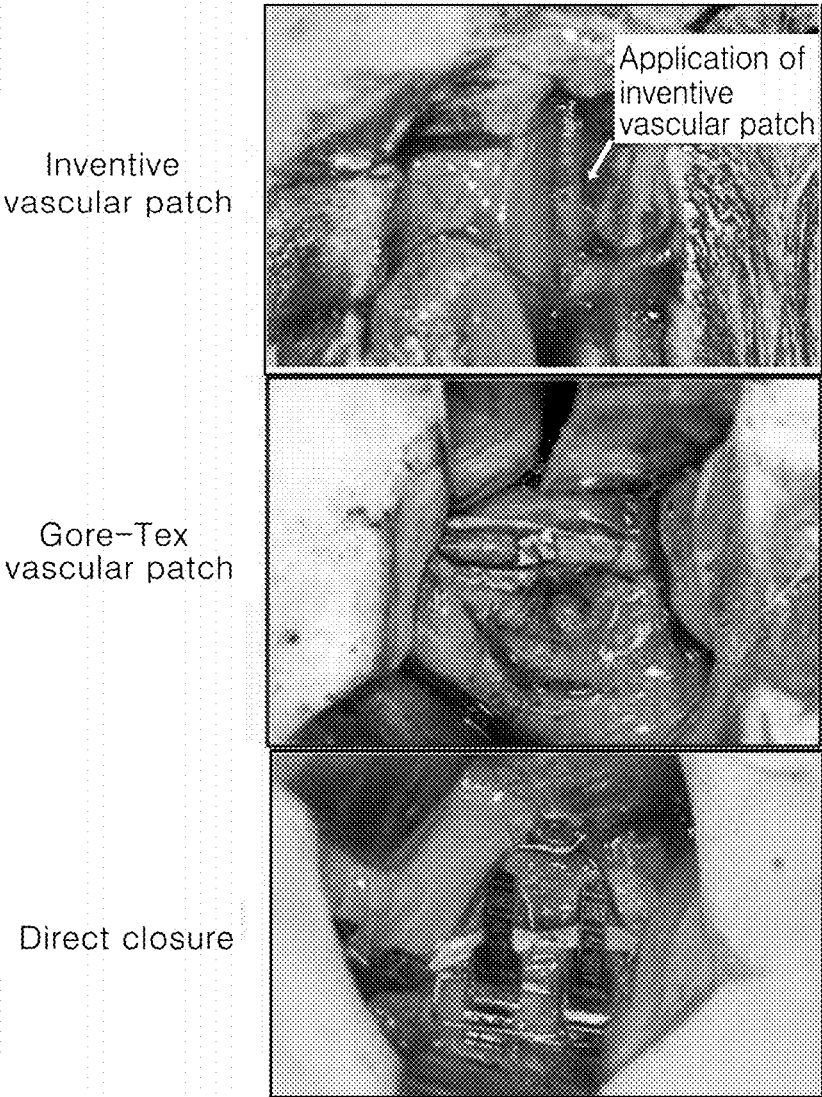 Application of
inventive
vascular patch
Inventive
vascular patch
Gore-Tex
vascular patch
Direct closure